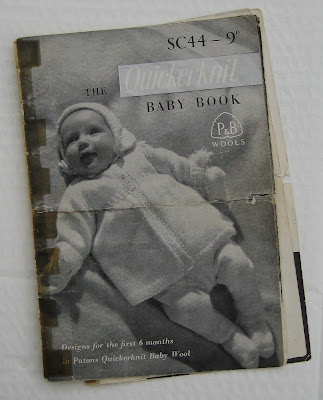 SC44 - 9ᴰ
THE
Quickerknit
BABY BOOK
P&B
WOOLS
Designs for the first 6 months
in Patons Quickerknit Baby Wool